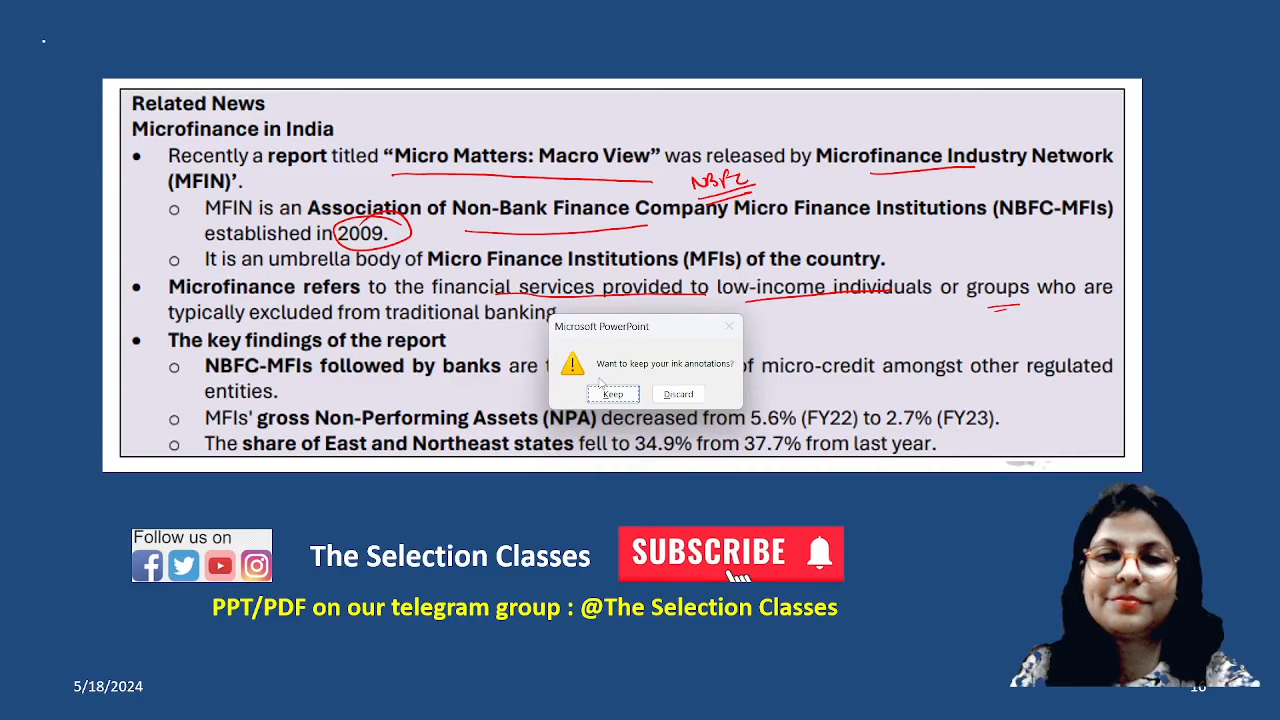 Related News
Microfinance in India
• Recently a report titled “Micro Matters: Macro View” was released by Microfinance Industry Network
(MFIN)’.
NBFC
o MFIN is an Association of Non-Bank Finance Company Micro Finance Institutions (NBFC-MFIs)
established in 2009.
o It is an umbrella body of Micro Finance Institutions (MFIs) of the country.
• Microfinance refers to the financial services provided to low-income individuals or groups who are
typically excluded from traditional banking.
• The key findings of the report
o NBFC-MFIs followed by banks are of micro-credit amongst other regulated
entities.
o MFIs' gross Non-Performing Assets (NPA) decreased from 5.6% (FY22) to 2.7% (FY23).
o The share of East and Northeast states fell to 34.9% from 37.7% from last year.
Microsoft PowerPoint
Want to keep your ink annotations?
Keep Discard
Follow us on
The Selection Classes
SUBSCRIBE
PPT/PDF on our telegram group : @The Selection Classes
5/18/2024